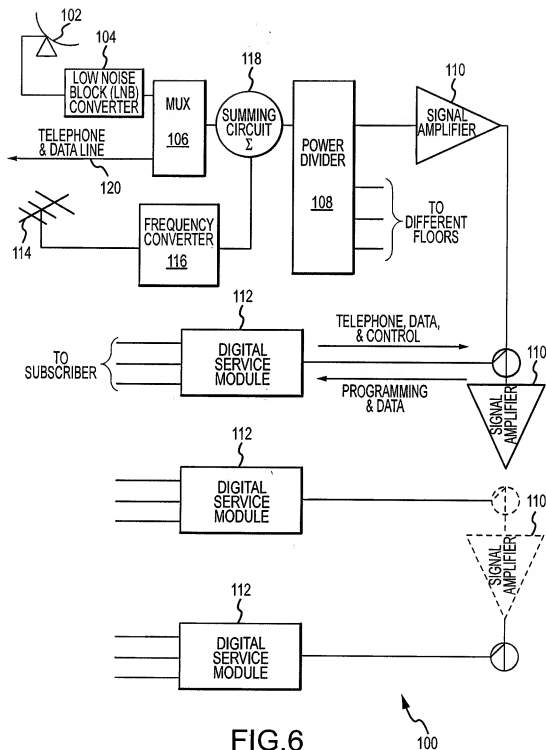 102
104
LOW NOISE
BLOCK (LNB)
CONVERTER
MUX
106
118
SUMMING
CIRCUIT
Σ
POWER
DIVIDER
108
110
SIGNAL
AMPLIFIER
TELEPHONE
& DATA LINE
120
TO
DIFFERENT
FLOORS
114
FREQUENCY
CONVERTER
116
112
TO
SUBSCRIBER
DIGITAL
SERVICE
MODULE
TELEPHONE, DATA,
& CONTROL
PROGRAMMING
& DATA
110
SIGNAL
AMPLIFIER
112
DIGITAL
SERVICE
MODULE
110
SIGNAL
AMPLIFIER
112
DIGITAL
SERVICE
MODULE
FIG.6
100